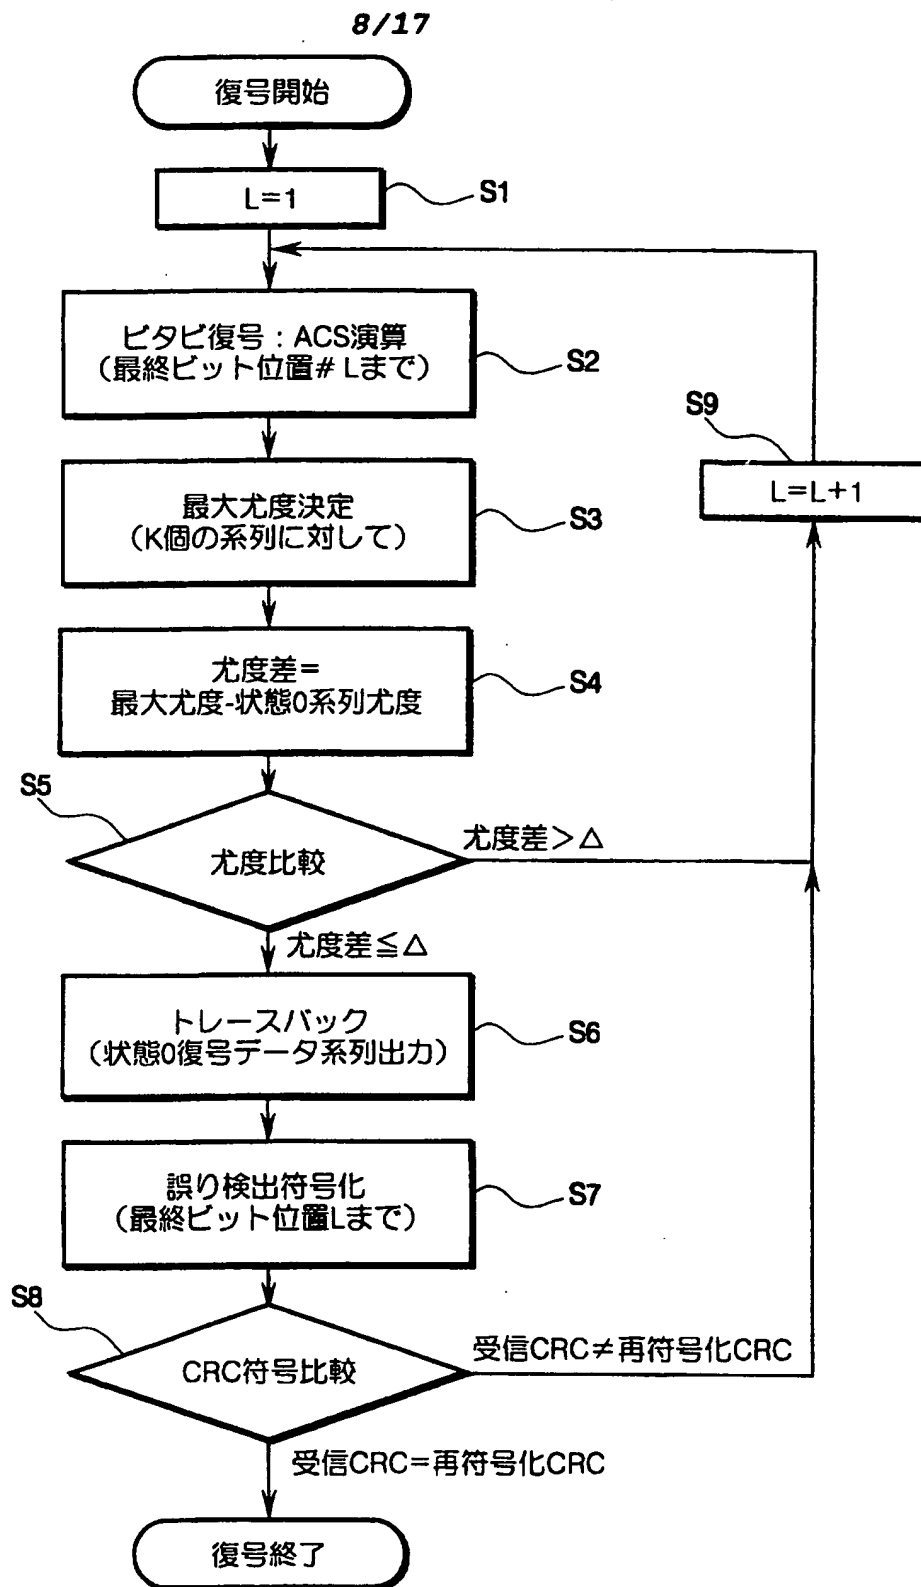 8/17
復号開始
L=1
S1
ビタビ復号：ACS演算
（最終ビット位置# Lまで）
S2
S9
L=L+1
最大尤度決定
（K個の系列に対して）
S3
尤度差=
最大尤度-状態0系列尤度
S4
S5
尤度比較
尤度差＞△
尤度差≦△
トレースバック
（状態0復号データ系列出力）
S6
誤り検出符号化
（最終ビット位置Lまで）
S7
S8
CRC符号比較
受信CRC≠再符号化CRC
受信CRC＝再符号化CRC
復号終了